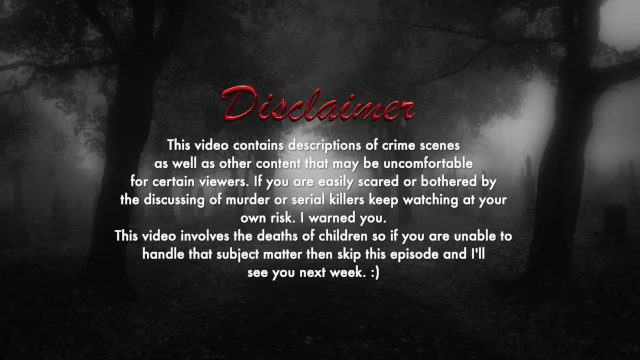 Disclaimer
This video contains descriptions of crime scenes
as well as other content that may be uncomfortable
for certain viewers. If you are easily scared or bothered by
the discussing of murder or serial killers keep watching at your
own risk. I warned you.
This video involves the deaths of children so if you are unable to
handle that subject matter then skip this episode and I'll
see you next week. :)